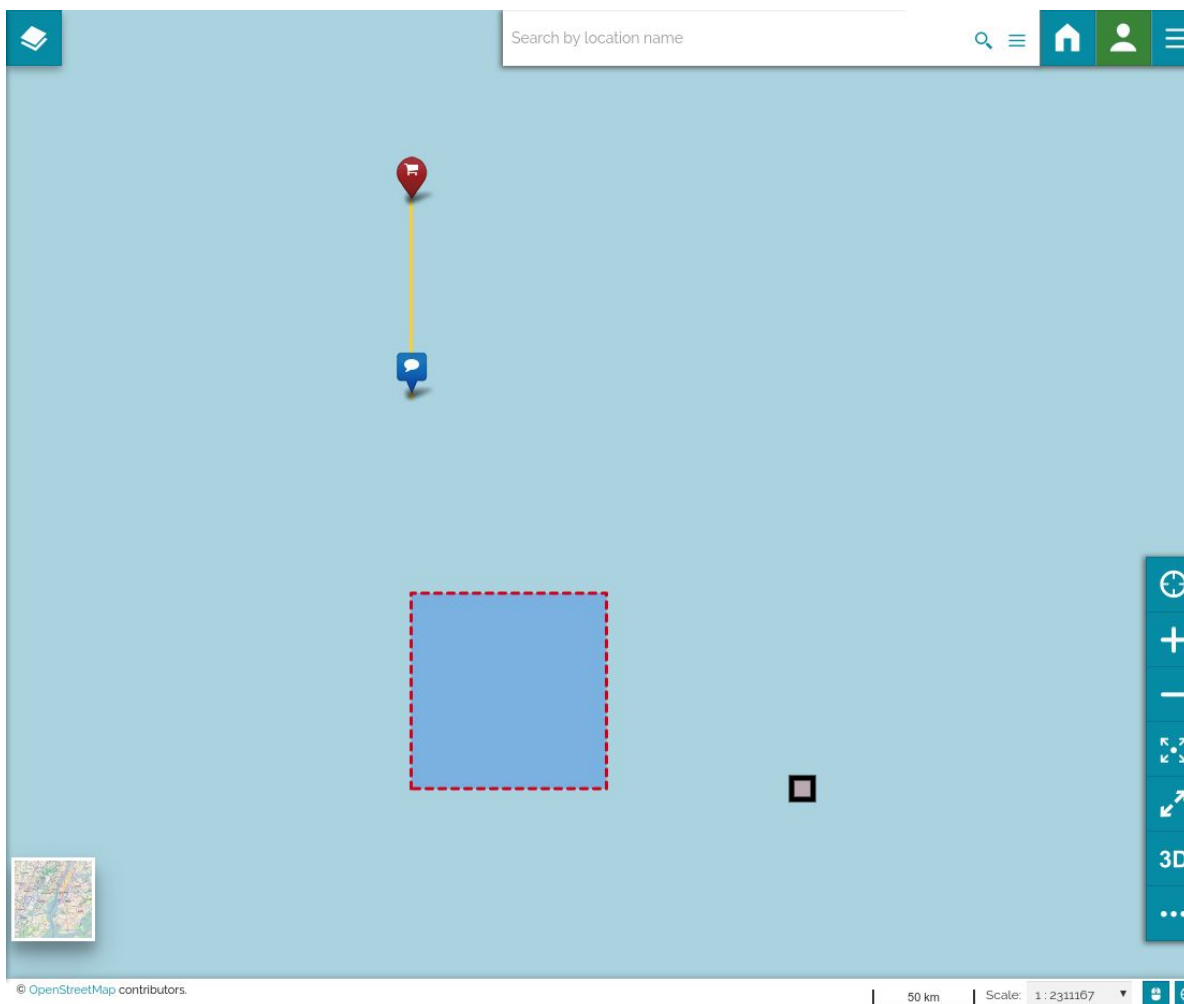 Search by location name
3D
© OpenStreetMap contributors.
50 km
Scale: 1 : 2311167